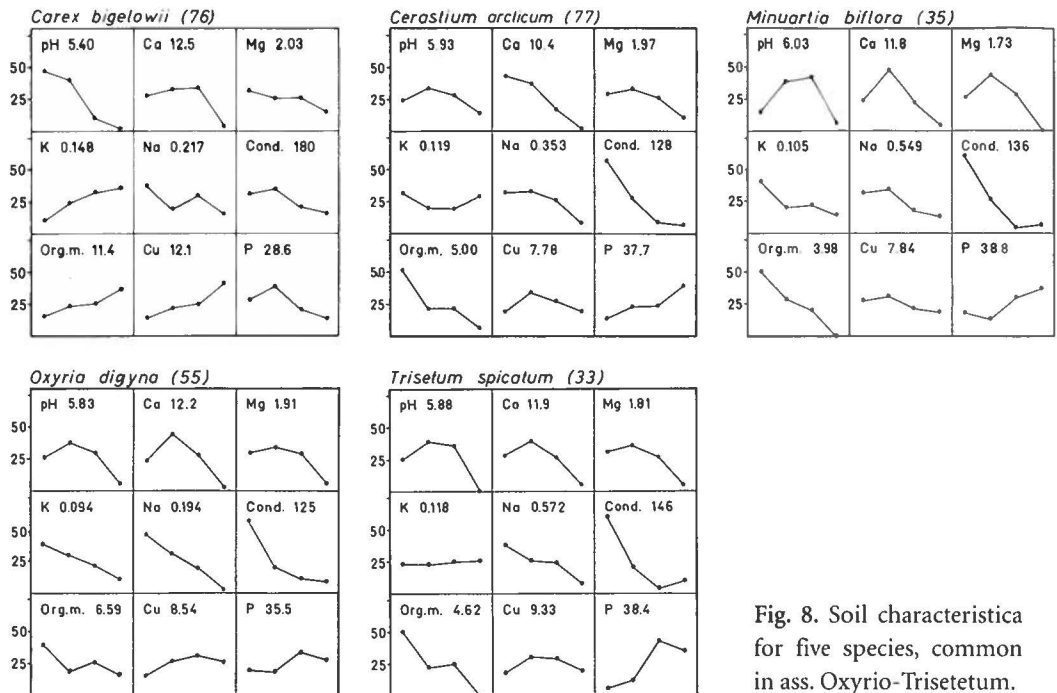 Carex bigelowii (76)
pH 5.40 Ca 12.5 Mg 2.03
50
25
K 0.148 Na 0.217 Cond. 180
50
25
Org.m. 11.4 Cu 12.1 P 28.6
50
25
Cerastium arcticum (77)
pH 5.93 Ca 10.4 Mg 1.97
50
25
K 0.119 Na 0.353 Cond. 128
50
25
Org.m. 5.00 Cu 7.78 P 37.7
50
25
Minuartia biflora (35)
pH 6.03 Ca 11.8 Mg 1.73
50
25
K 0.105 Na 0.549 Cond. 136
50
25
Org.m. 3.98 Cu 7.84 P 38.8
50
25
Oxyria digyna (55)
pH 5.83 Ca 12.2 Mg 1.91
25
K 0.094 Na 0.194 Cond. 125
50
25
Org.m. 6.59 Cu 8.54 P 35.5
50
25
Trisetum spicatum (33)
pH 5.88 Ca 11.9 Mg 1.81
25
K 0.118 Na 0.572 Cond. 146
50
25
Org.m. 4.62 Cu 9.33 P 38.4
50
25
Fig. 8. Soil characteristica
for five species, common
in ass. Oxyrio-Trisetetum.